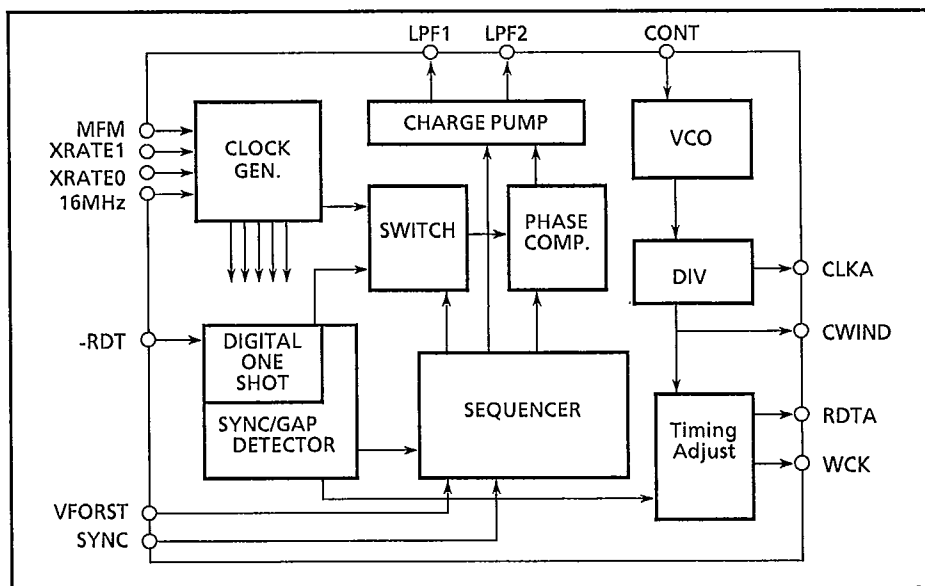 LPF1 LPF2 CONT
MFM
XRATE1
XRATE0
16MHz
CLOCK
GEN.
CHARGE PUMP
VCO
SWITCH
PHASE
COMP.
DIV
CLKA
CWIND
-RDT
DIGITAL
ONE
SHOT
SYNC/GAP
DETECTOR
SEQUENCER
Timing
Adjust
RDTA
WCK
VFORST
SYNC